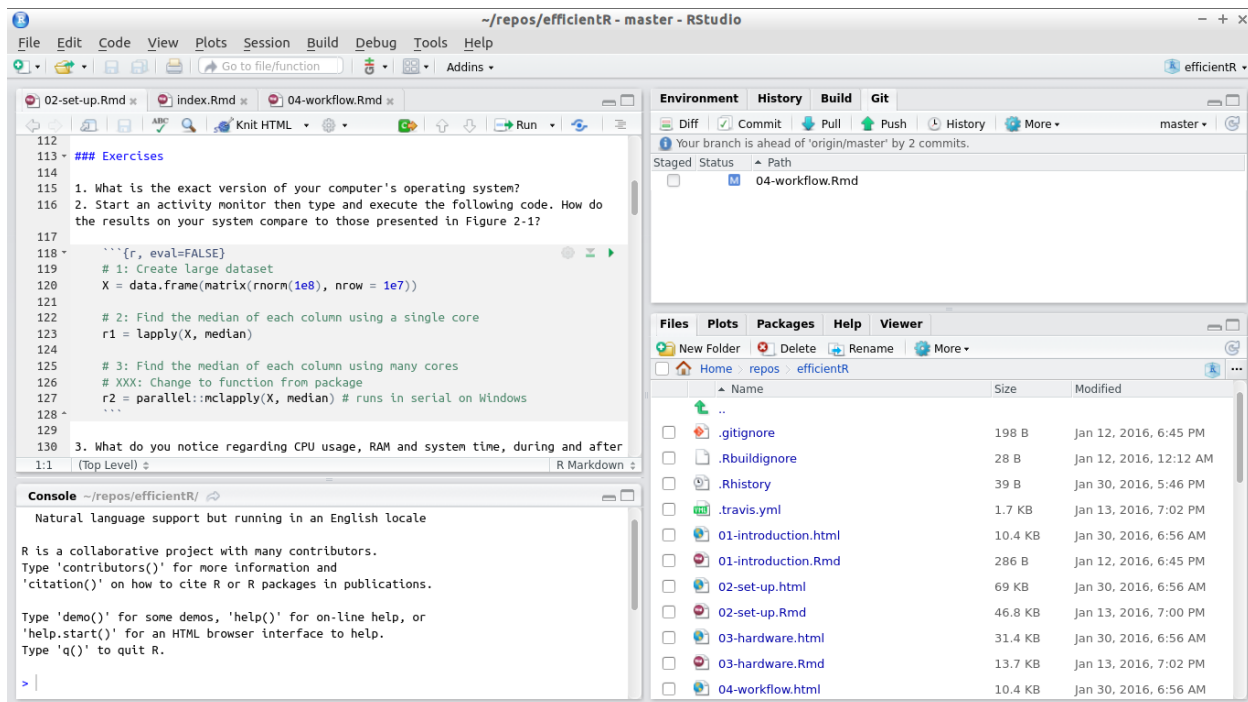 ~/repos/efficientR - master - RStudio
File Edit Code View Plots Session Build Debug Tools Help
Go to file/function Addins efficientR
02-set-up.Rmd index.Rmd 04-workflow.Rmd
ABC Knit HTML Run
112
113 ### Exercises
114
115 1. What is the exact version of your computer's operating system?
116 2. Start an activity monitor then type and execute the following code. How do
the results on your system compare to those presented in Figure 2-1?
117
118 ```{r, eval=FALSE}
119 # 1: Create large dataset
120 X = data.frame(matrix(rnorm(1e8), nrow = 1e7))
121
122 # 2: Find the median of each column using a single core
123 r1 = lapply(X, median)
124
125 # 3: Find the median of each column using many cores
126 # XXX: Change to function from package
127 r2 = parallel::mclapply(X, median) # runs in serial on Windows
128 ```
129
130 3. What do you notice regarding CPU usage, RAM and system time, during and after
1:1 (Top Level) R Markdown
Console ~/repos/efficientR/
Natural language support but running in an English locale
R is a collaborative project with many contributors.
Type 'contributors()' for more information and
'citation()' on how to cite R or R packages in publications.
Type 'demo()' for some demos, 'help()' for on-line help, or
'help.start()' for an HTML browser interface to help.
Type 'q()' to quit R.
>
Environment History Build Git
Diff Commit Pull Push History More master
Your branch is ahead of 'origin/master' by 2 commits.
Staged Status Path
M 04-workflow.Rmd
Files Plots Packages Help Viewer
New Folder Delete Rename More
Home repos efficientR R ...
Name Size Modified
..
.gitignore 198 B Jan 12, 2016, 6:45 PM
.Rbuildignore 28 B Jan 12, 2016, 12:12 AM
.Rhistory 39 B Jan 30, 2016, 5:46 PM
.travis.yml 1.7 KB Jan 13, 2016, 7:02 PM
01-introduction.html 10.4 KB Jan 30, 2016, 6:56 AM
01-introduction.Rmd 286 B Jan 12, 2016, 6:45 PM
02-set-up.html 69 KB Jan 30, 2016, 6:56 AM
02-set-up.Rmd 46.8 KB Jan 13, 2016, 7:00 PM
03-hardware.html 31.4 KB Jan 30, 2016, 6:56 AM
03-hardware.Rmd 13.7 KB Jan 13, 2016, 7:02 PM
04-workflow.html 10.4 KB Jan 30, 2016, 6:56 AM